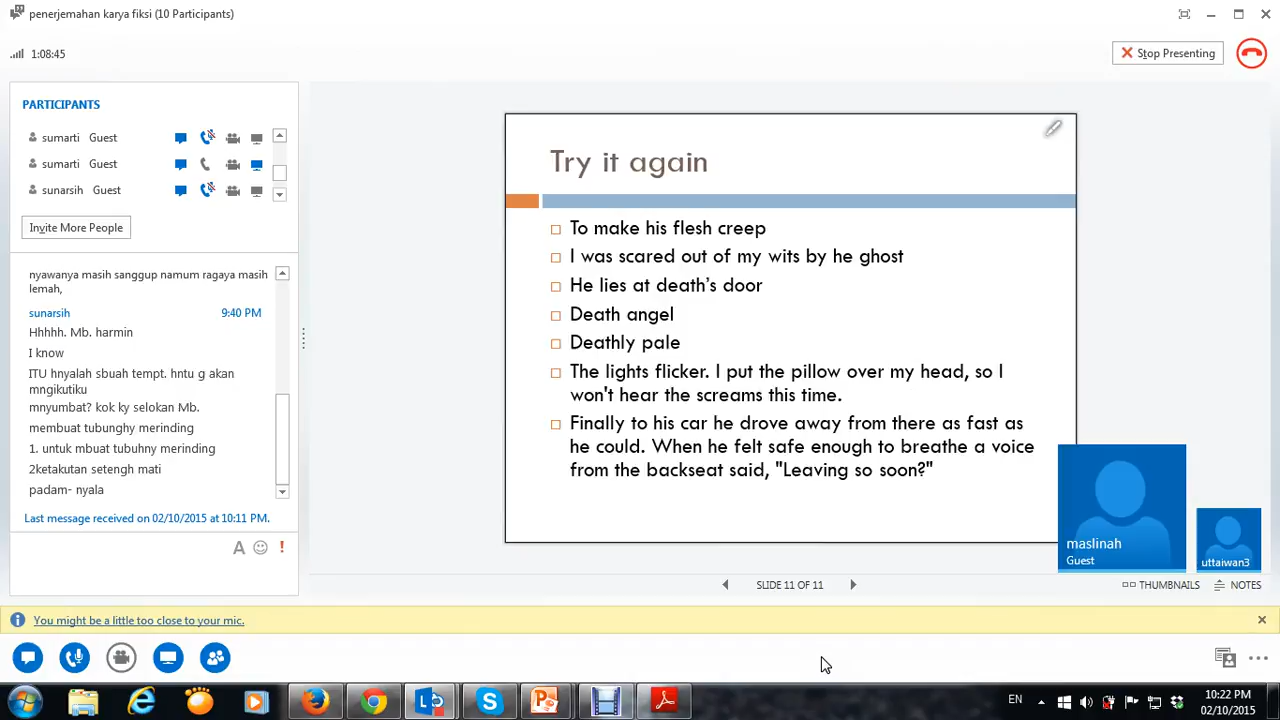 penerjemahan karya fiksi (10 Participants)
1:08:45
Stop Presenting
PARTICIPANTS
sumarti Guest
sumarti Guest
sunarsih Guest
Invite More People
nyawanya masih sanggup namum ragaya masih
lemah,
sunarsih 9:40 PM
Hhhhh. Mb. harmin
I know
ITU hnyalah sbuah tempt. hntu g akan
mngikutiku
mnyumbat? kok ky selokan Mb.
membuat tubunghy merinding
1. untuk mbuat tubuhny merinding
2ketakutan setengh mati
padam- nyala
Last message received on 02/10/2015 at 10:11 PM.
A
!
Try it again
To make his flesh creep
I was scared out of my wits by he ghost
He lies at death's door
Death angel
Deathly pale
The lights flicker. I put the pillow over my head, so I
won't hear the screams this time.
Finally to his car he drove away from there as fast as
he could. When he felt safe enough to breathe a voice
from the backseat said, "Leaving so soon?"
maslinah
Guest
uttaiwan3
SLIDE 11 OF 11
THUMBNAILS
NOTES
You might be a little too close to your mic.
EN
10:22 PM
02/10/2015